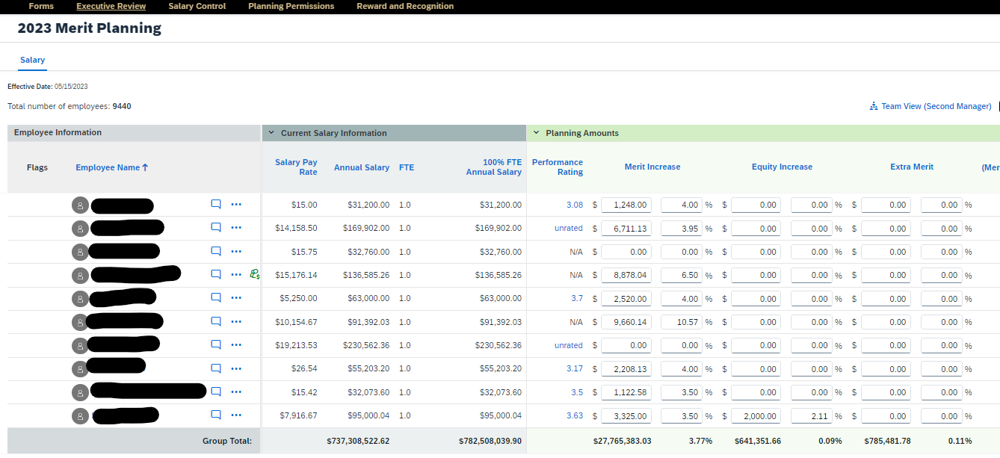 Forms Executive Review Salary Control Planning Permissions Reward and Recognition
2023 Merit Planning
Salary
Effective Date: 05/15/2023
Total number of employees: 9440
Team View (Second Manager)
Employee Information Current Salary Information Planning Amounts
Flags Employee Name Salary Pay Rate Annual Salary FTE 100% FTE Annual Salary Performance Rating Merit Increase Equity Increase Extra Merit (Mer
$15.00 $31,200.00 1.0 $31,200.00 3.08 $ 1,248.00 4.00 % $ 0.00 0.00 % $ 0.00 0.00 %
$14,158.50 $169,902.00 1.0 $169,902.00 unrated $ 6,711.13 3.95 % $ 0.00 0.00 % $ 0.00 0.00 %
$15.75 $32,760.00 1.0 $32,760.00 N/A $ 0.00 0.00 % $ 0.00 0.00 % $ 0.00 0.00 %
$15,176.14 $136,585.26 1.0 $136,585.26 N/A $ 8,878.04 6.50 % $ 0.00 0.00 % $ 0.00 0.00 %
$5,250.00 $63,000.00 1.0 $63,000.00 3.7 $ 2,520.00 4.00 % $ 0.00 0.00 % $ 0.00 0.00 %
$10,154.67 $91,392.03 1.0 $91,392.03 N/A $ 9,660.14 10.57 % $ 0.00 0.00 % $ 0.00 0.00 %
$19,213.53 $230,562.36 1.0 $230,562.36 unrated $ 0.00 0.00 % $ 0.00 0.00 % $ 0.00 0.00 %
$26.54 $55,203.20 1.0 $55,203.20 3.17 $ 2,208.13 4.00 % $ 0.00 0.00 % $ 0.00 0.00 %
$15.42 $32,073.60 1.0 $32,073.60 3.5 $ 1,122.58 3.50 % $ 0.00 0.00 % $ 0.00 0.00 %
$7,916.67 $95,000.04 1.0 $95,000.04 3.63 $ 3,325.00 3.50 % $ 2,000.00 2.11 % $ 0.00 0.00 %
Group Total: $737,308,522.62 $782,508,039.90 $27,765,383.03 3.77% $641,351.66 0.09% $785,481.78 0.11%